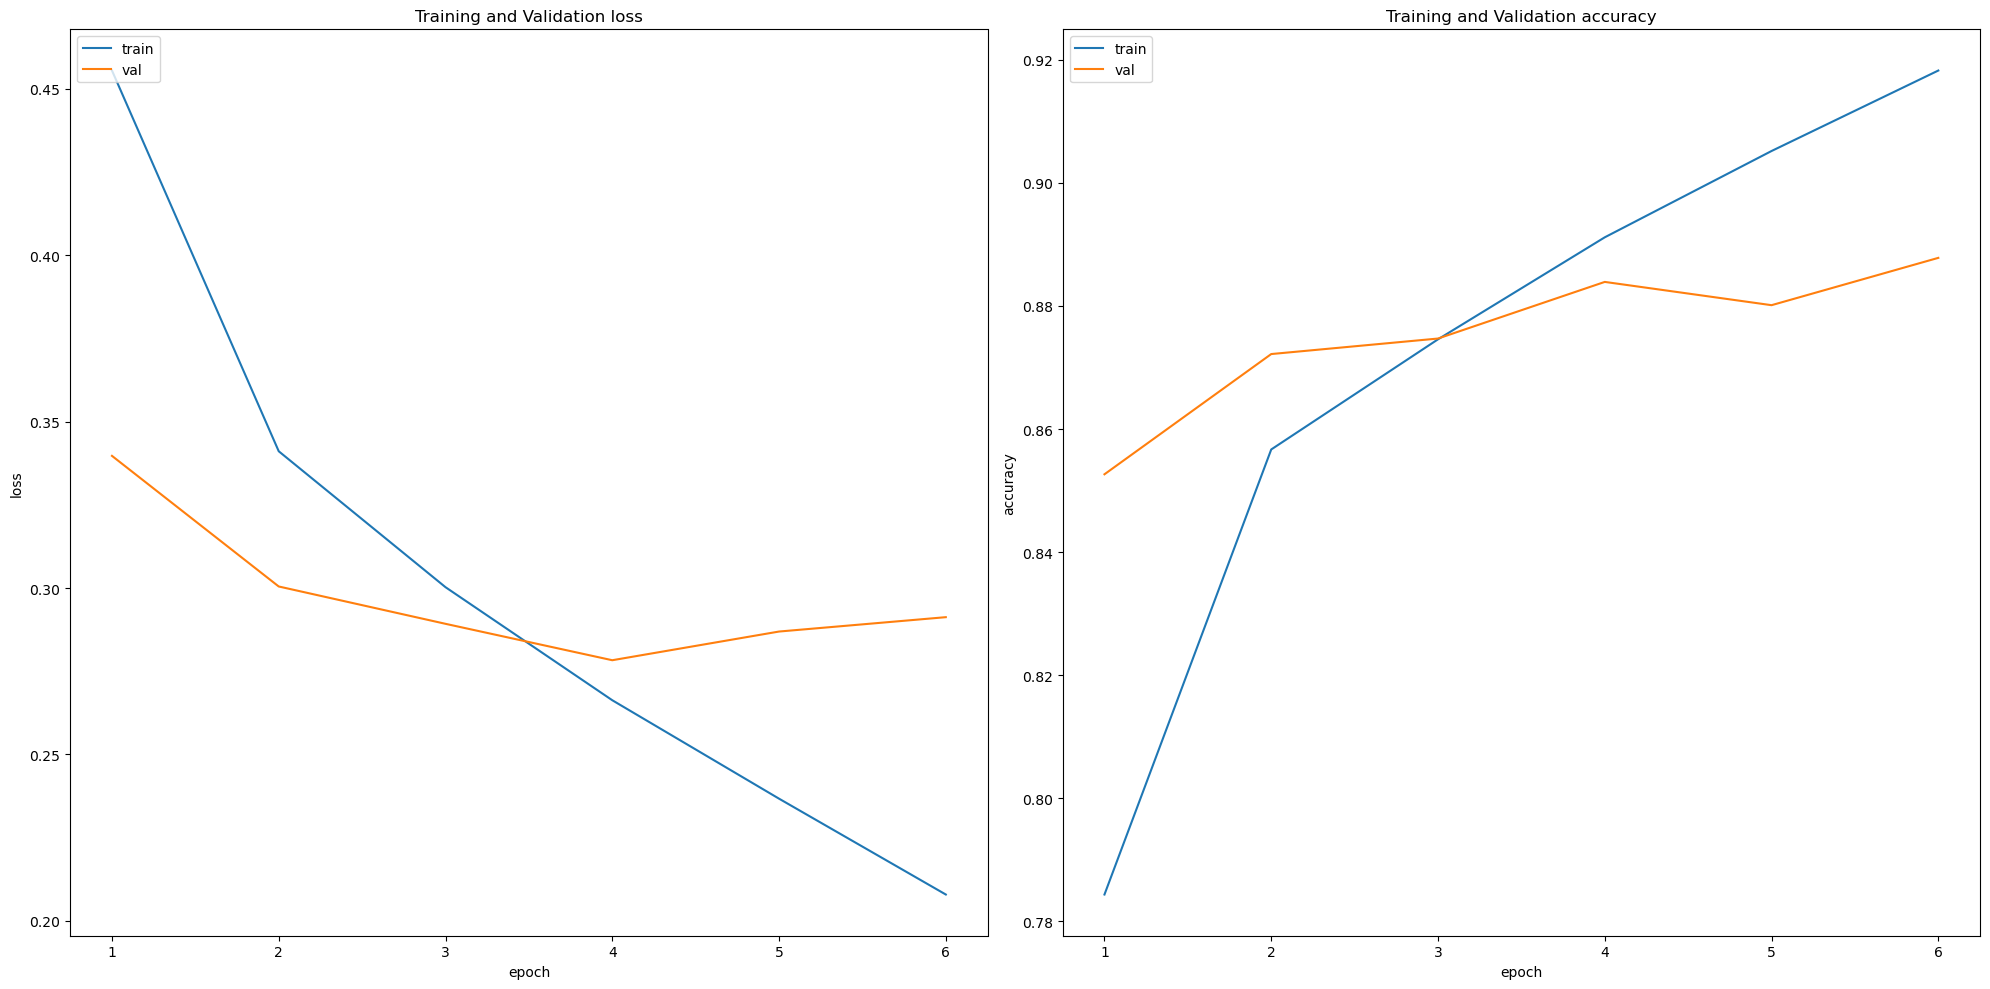 Training and Validation loss
train
val
0.45
0.40
0.35
0.30
0.25
0.20
loss
1 2 3 4 5 6
epoch
Training and Validation accuracy
train
val
0.92
0.90
0.88
0.86
0.84
0.82
0.80
0.78
accuracy
1 2 3 4 5 6
epoch